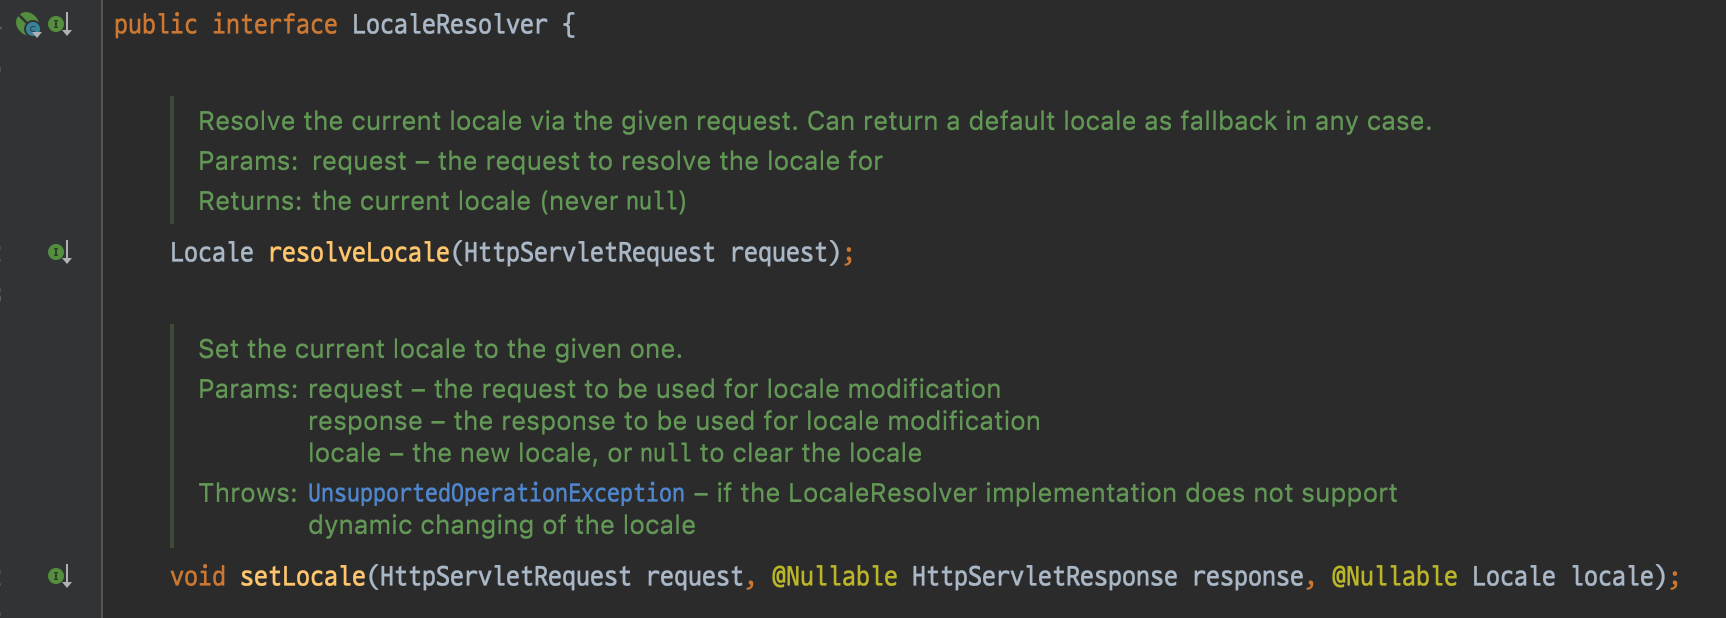 public interface LocaleResolver {
Resolve the current locale via the given request. Can return a default locale as fallback in any case.
Params: request – the request to resolve the locale for
Returns: the current locale (never null)
Locale resolveLocale(HttpServletRequest request);
Set the current locale to the given one.
Params: request – the request to be used for locale modification
response – the response to be used for locale modification
locale – the new locale, or null to clear the locale
Throws: UnsupportedOperationException – if the LocaleResolver implementation does not support
dynamic changing of the locale
void setLocale(HttpServletRequest request, @Nullable HttpServletResponse response, @Nullable Locale locale);